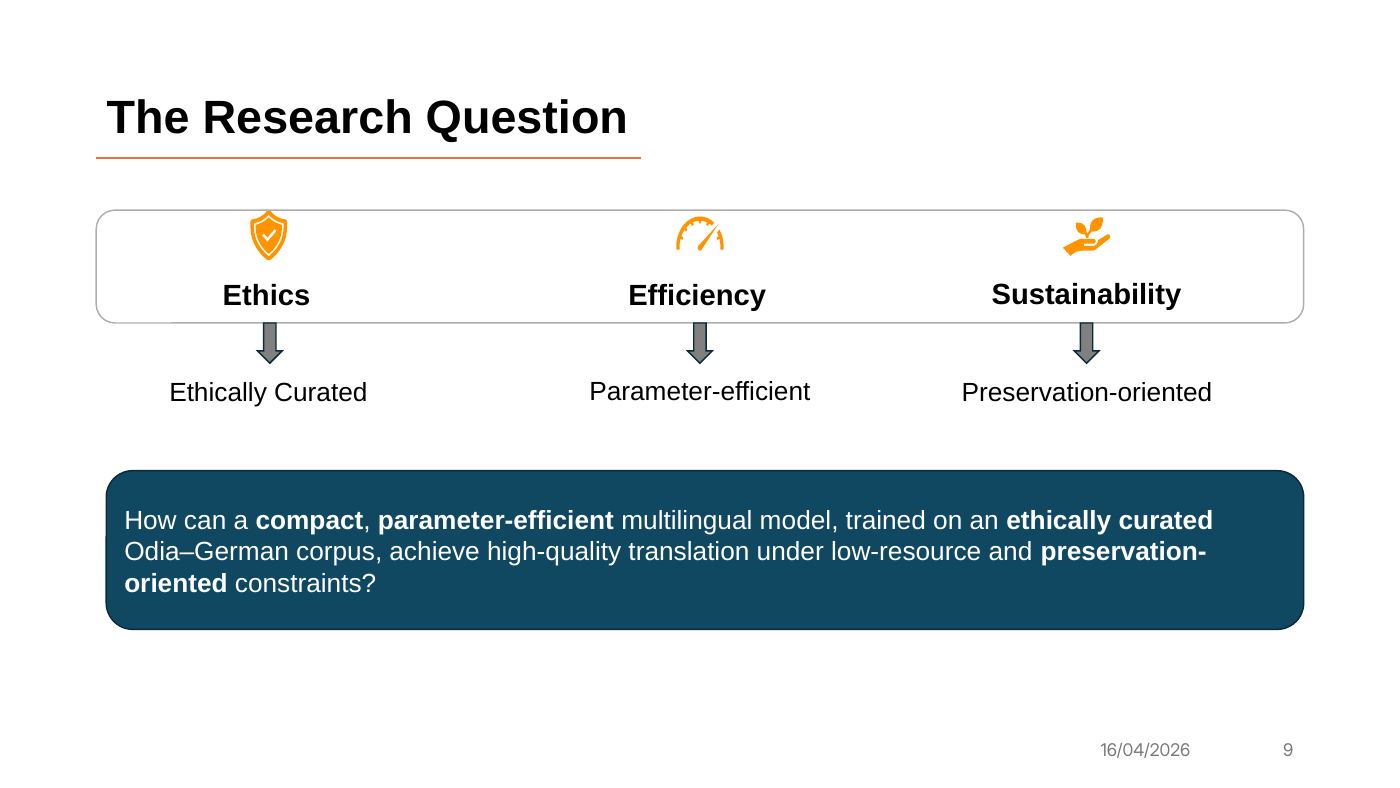 The Research Question
Ethics
Efficiency
Sustainability
Ethically Curated
Parameter-efficient
Preservation-oriented
How can a compact, parameter-efficient multilingual model, trained on an ethically curated
Odia–German corpus, achieve high-quality translation under low-resource and preservation-
oriented constraints?
16/04/2026
9